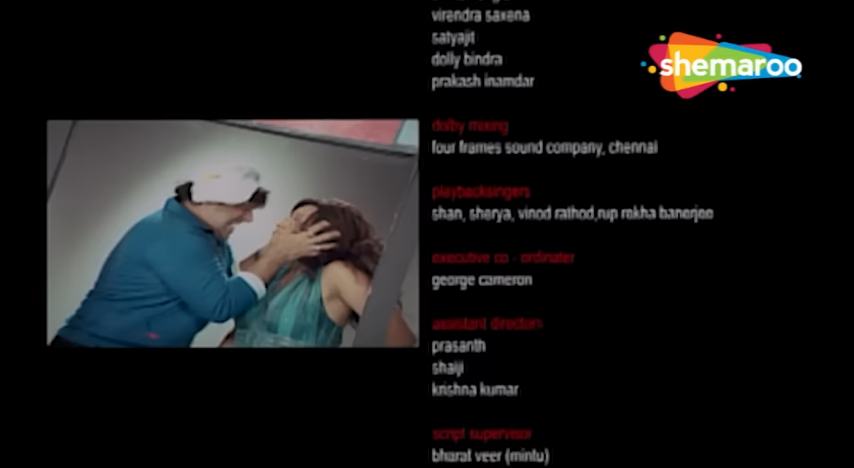 virendra saxena
satyajit
dolly bindra
prakash inamdar
shemaroo
dolby mixing
four frames sound company, chennai
playbacksingers
shan, sherya, vinod rathod,rup rekha banerjee
executive co - ordinater
george cameron
assistant directors
prasanth
shaiji
krishna kumar
script supervisor
bharat veer (mintu)